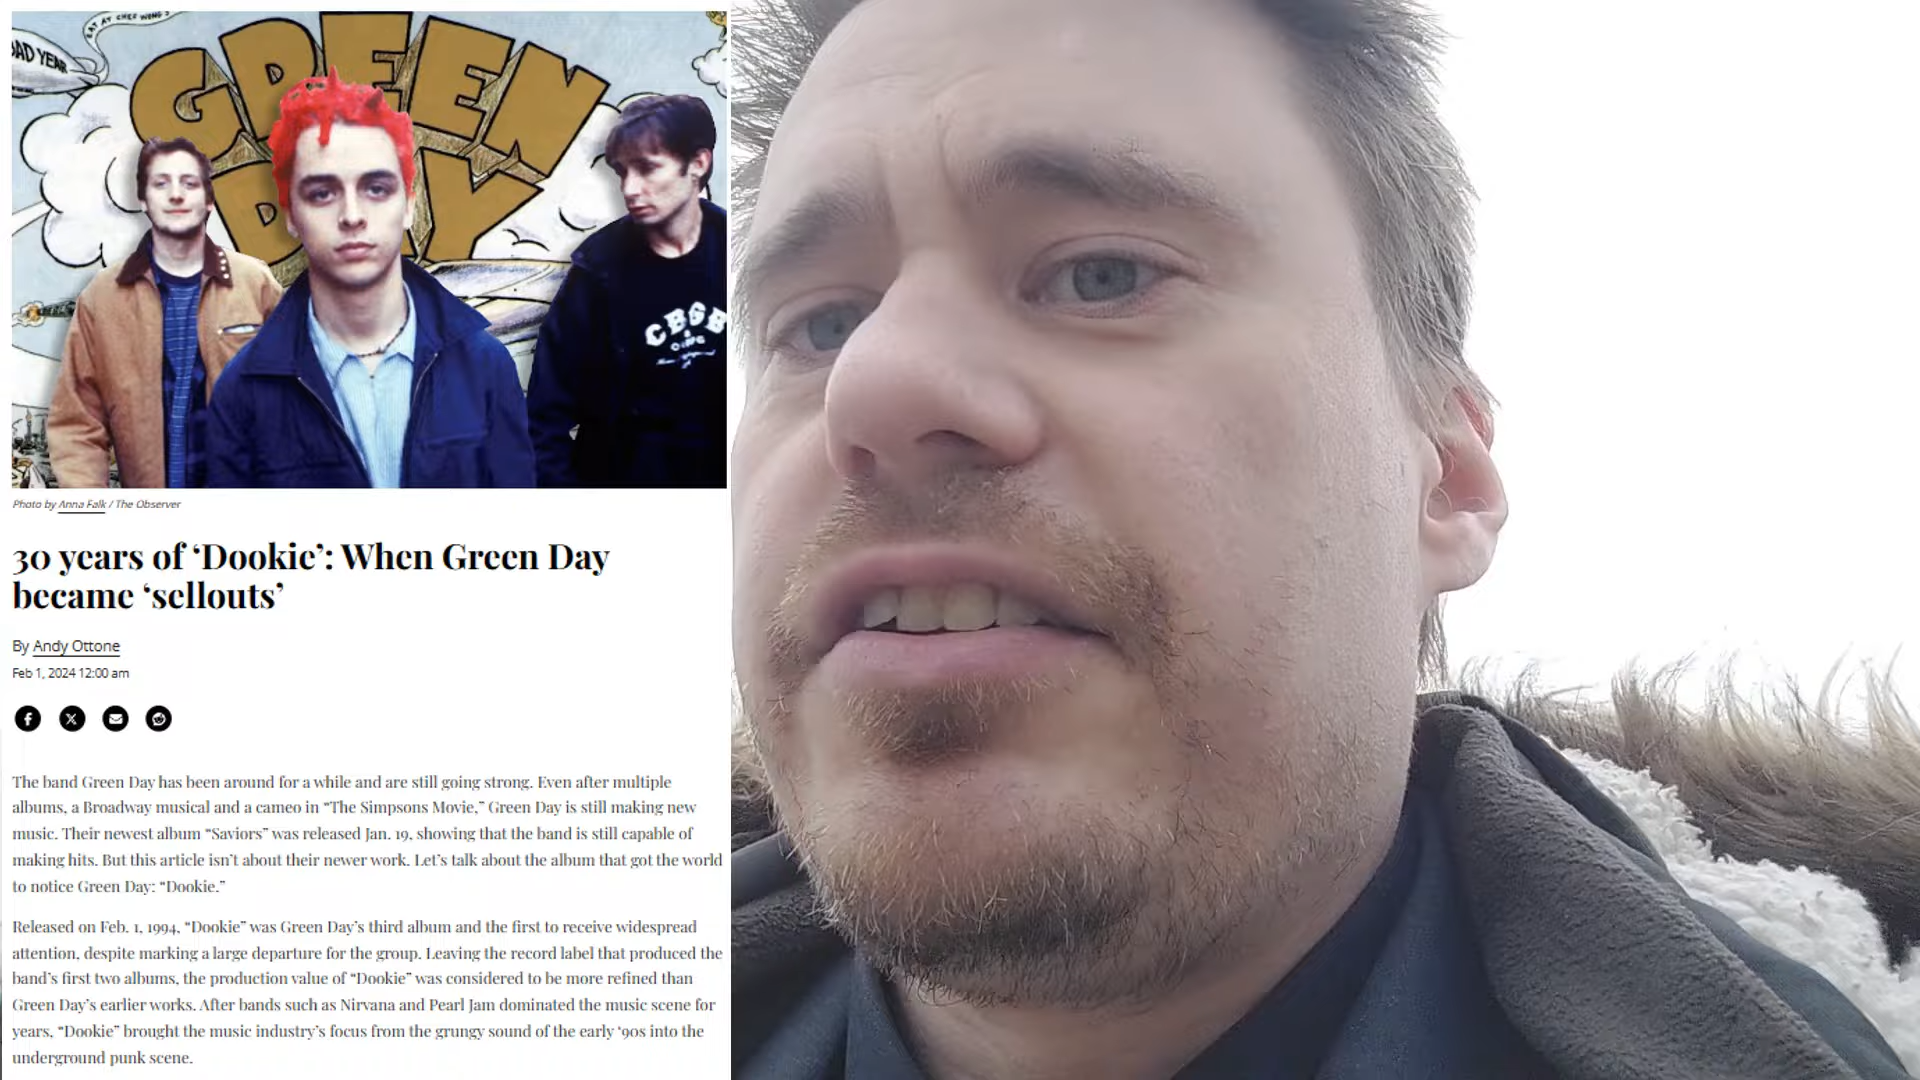 EAT AT CHEF WONG'S
BAD YEAR
GREEN
DAY
CBGB
Photo by Anna Falk / The Observer
30 years of ‘Dookie’: When Green Day
became ‘sellouts’
By Andy Ottone
Feb 1, 2024 12:00 am
The band Green Day has been around for a while and are still going strong. Even after multiple
albums, a Broadway musical and a cameo in “The Simpsons Movie,” Green Day is still making new
music. Their newest album “Saviors” was released Jan. 19, showing that the band is still capable of
making hits. But this article isn’t about their newer work. Let’s talk about the album that got the world
to notice Green Day: “Dookie.”
Released on Feb. 1, 1994, “Dookie” was Green Day’s third album and the first to receive widespread
attention, despite marking a large departure for the group. Leaving the record label that produced the
band’s first two albums, the production value of “Dookie” was considered to be more refined than
Green Day’s earlier works. After bands such as Nirvana and Pearl Jam dominated the music scene for
years, “Dookie” brought the music industry’s focus from the grungy sound of the early ‘90s into the
underground punk scene.